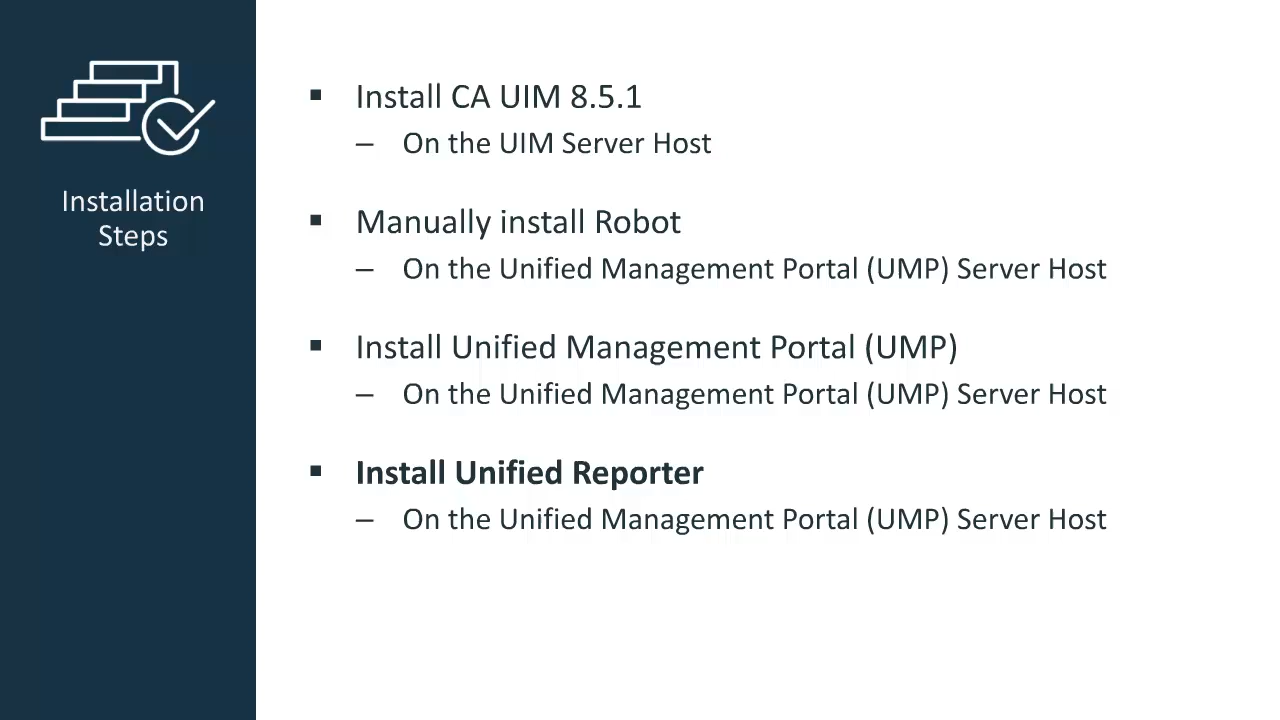 Installation
Steps
▪ Install CA UIM 8.5.1
– On the UIM Server Host
▪ Manually install Robot
– On the Unified Management Portal (UMP) Server Host
▪ Install Unified Management Portal (UMP)
– On the Unified Management Portal (UMP) Server Host
▪ Install Unified Reporter
– On the Unified Management Portal (UMP) Server Host